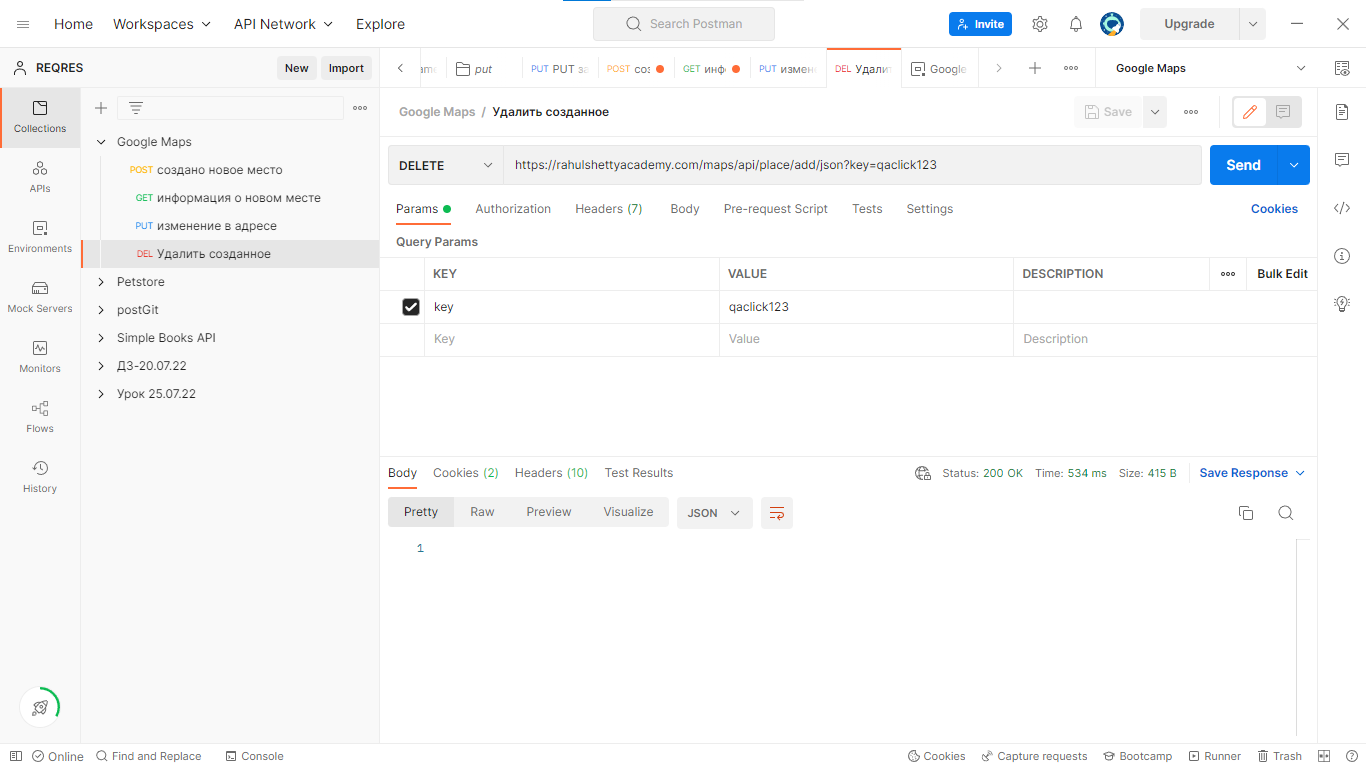 Home Workspaces API Network Explore Search Postman Invite Upgrade
REQRES New Import
put PUT PUT за POST соз GET инф PUT измен DEL Удали Google Google Maps
Collections
APIs
Environments
Mock Servers
Monitors
Flows
History
Google Maps
POST создано новое место
GET информация о новом месте
PUT изменение в адресе
DEL Удалить созданное
Petstore
postGit
Simple Books API
ДЗ-20.07.22
Урок 25.07.22
Google Maps / Удалить созданное Save
DELETE https://rahulshettyacademy.com/maps/api/place/add/json?key=qaclick123 Send
Params Authorization Headers (7) Body Pre-request Script Tests Settings Cookies
Query Params
KEY VALUE DESCRIPTION Bulk Edit
key qaclick123
Key Value Description
Body Cookies (2) Headers (10) Test Results Status: 200 OK Time: 534 ms Size: 415 B Save Response
Pretty Raw Preview Visualize JSON
1
Online Find and Replace Console Cookies Capture requests Bootcamp Runner Trash